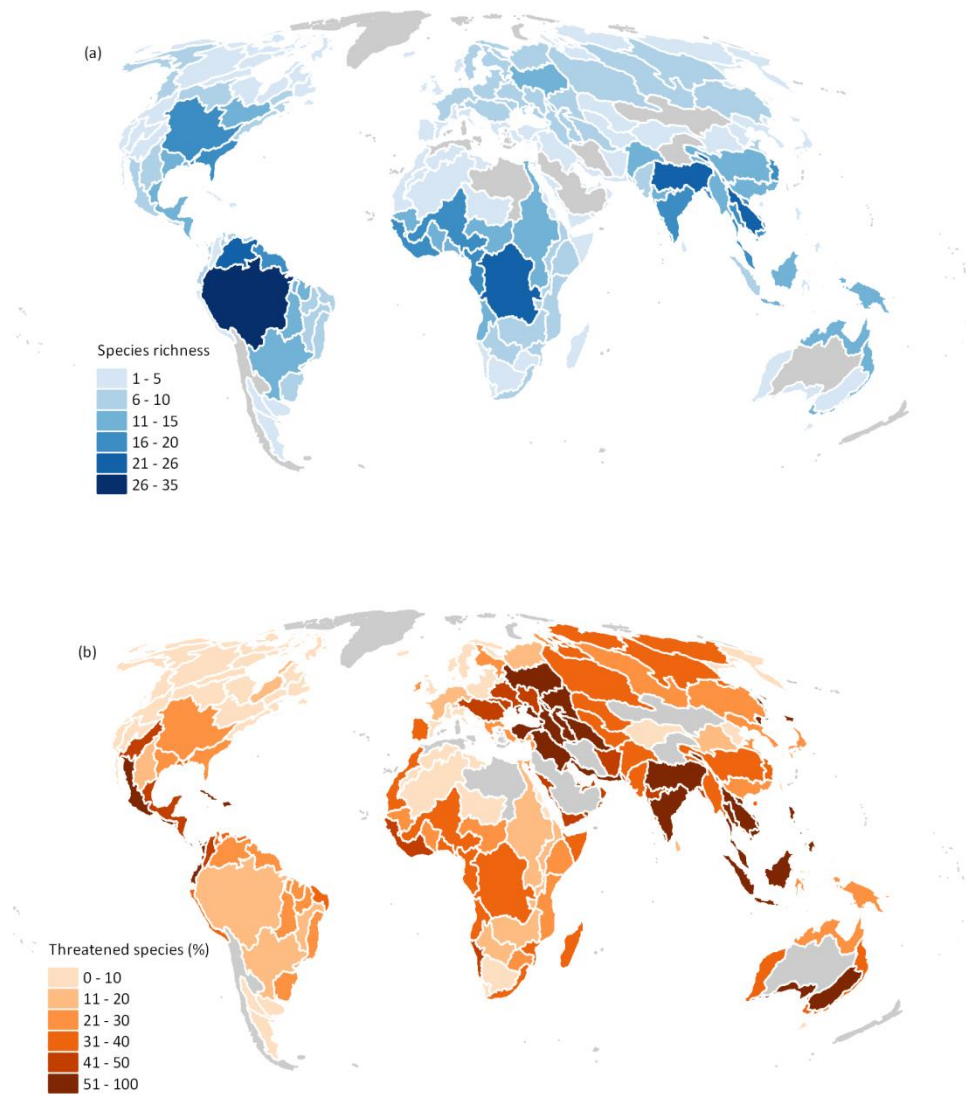 (a)
Species richness
1 - 5
6 - 10
11 - 15
16 - 20
21 - 26
26 - 35
(b)
Threatened species (%)
0 - 10
11 - 20
21 - 30
31 - 40
41 - 50
51 - 100